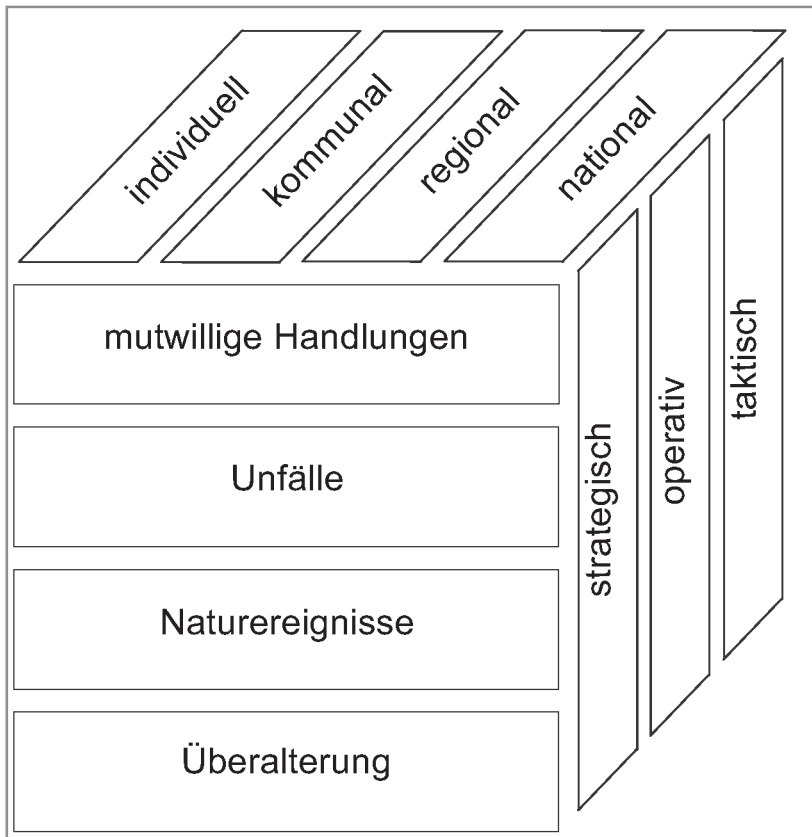 individuell
kommunal
regional
national
mutwillige Handlungen
Unfälle
Naturereignisse
Überalterung
strategisch
operativ
taktisch